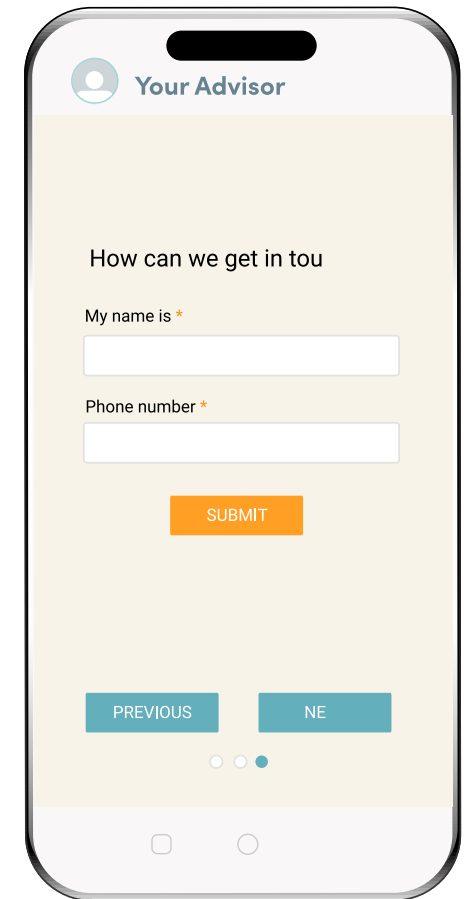 Your Advisor
How can we get in tou
My name is *
Phone number *
SUBMIT
PREVIOUS
NE